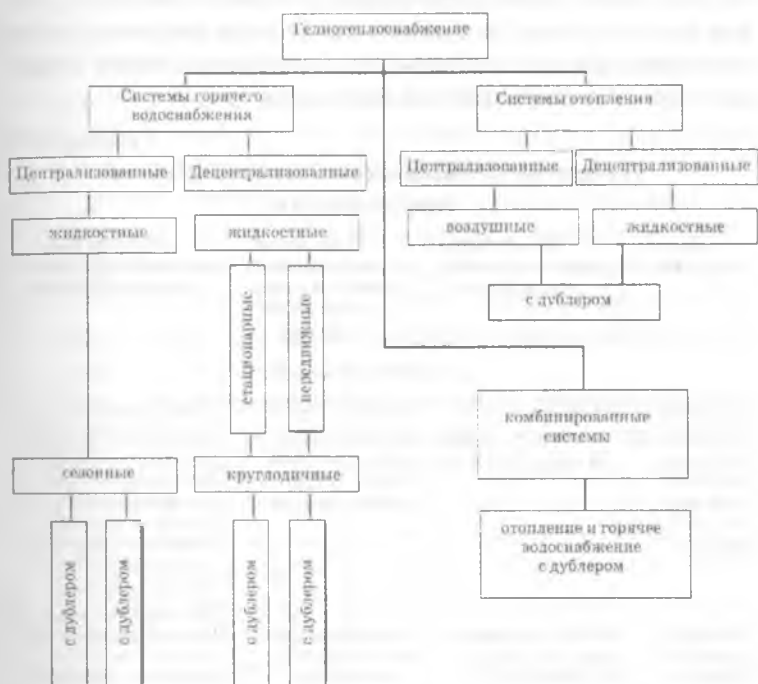 Гелиотеплоснабжение
Системы горячего
водоснабжения
Системы отопления
Централизованные
Децентрализованные
Централизованные
Децентрализованные
жидкостные
жидкостные
воздушные
жидкостные
с дублером
стационарные
передвижные
комбинированные
системы
сезонные
круглодичные
отопление и горячее
водоснабжение
с дублером
с дублером
с дублером
с дублером
с дублером